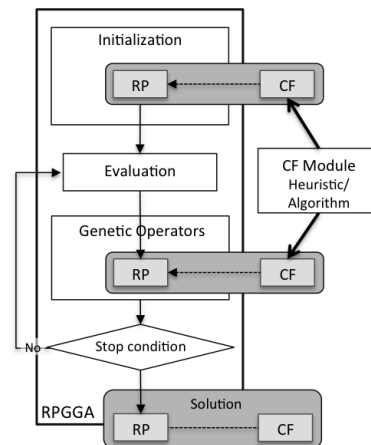 Initialization
RP
CF
Evaluation
CF Module
Heuristic/
Algorithm
Genetic Operators
RP
CF
No
Stop condition
Solution
RPGGA
RP
CF